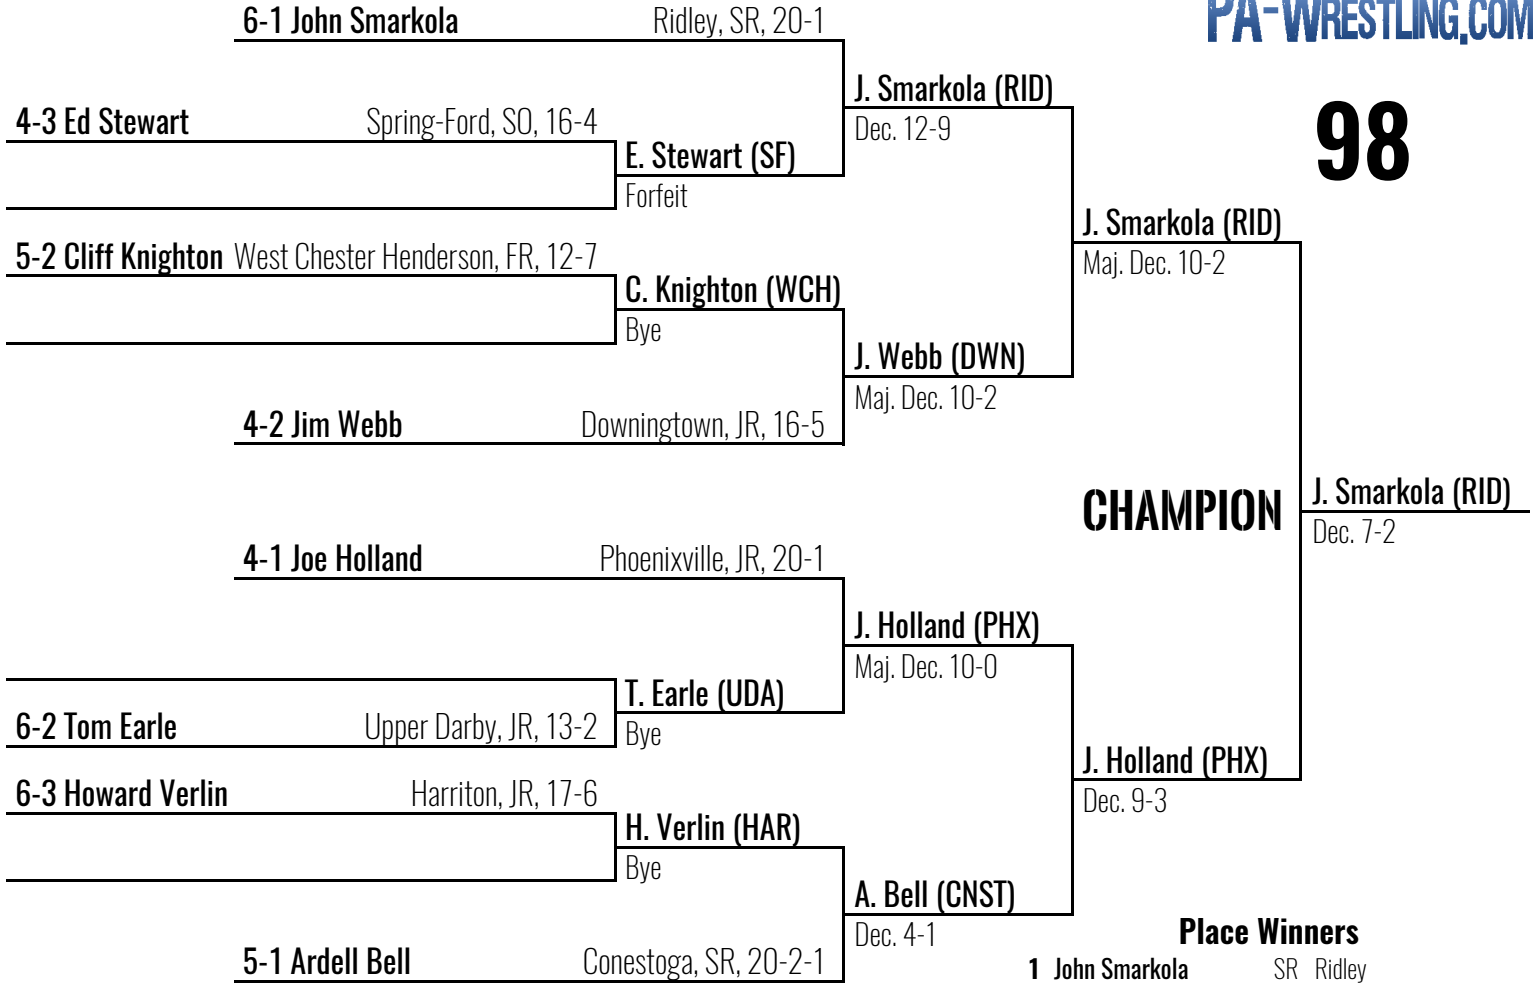 PA-WRESTLING.COM
6-1 John Smarkola Ridley, SR, 20-1
J. Smarkola (RID)
98
4-3 Ed Stewart Spring-Ford, SO, 16-4
Dec. 12-9
E. Stewart (SF)
Forfeit
J. Smarkola (RID)
5-2 Cliff Knighton West Chester Henderson, FR, 12-7
Maj. Dec. 10-2
C. Knighton (WCH)
Bye
J. Webb (DWN)
Maj. Dec. 10-2
4-2 Jim Webb Downingtown, JR, 16-5
J. Smarkola (RID)
CHAMPION
Dec. 7-2
4-1 Joe Holland Phoenixville, JR, 20-1
J. Holland (PHX)
Maj. Dec. 10-0
T. Earle (UDA)
6-2 Tom Earle Upper Darby, JR, 13-2
Bye
J. Holland (PHX)
6-3 Howard Verlin Harriton, JR, 17-6
Dec. 9-3
H. Verlin (HAR)
Bye
A. Bell (CNST)
Dec. 4-1
Place Winners
5-1 Ardell Bell Conestoga, SR, 20-2-1
1 John Smarkola SR Ridley